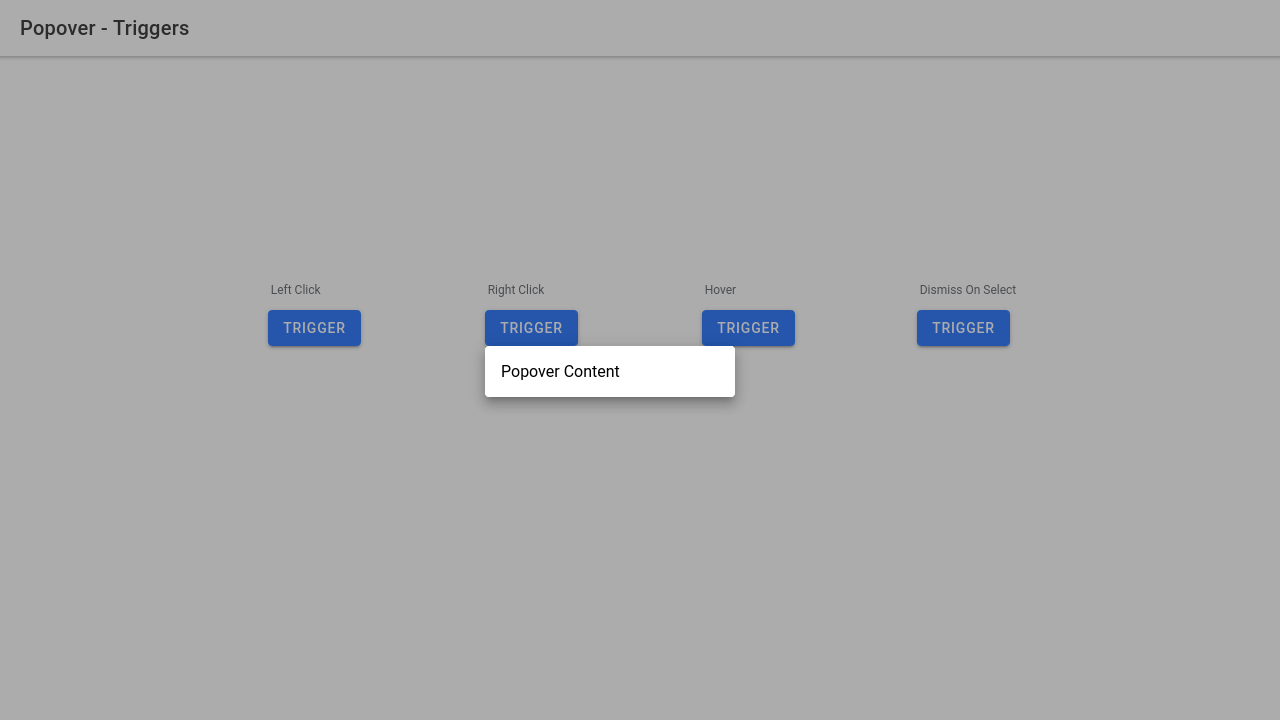 Popover - Triggers
Left Click
Right Click
Hover
Dismiss On Select
TRIGGER
TRIGGER
TRIGGER
TRIGGER
Popover Content